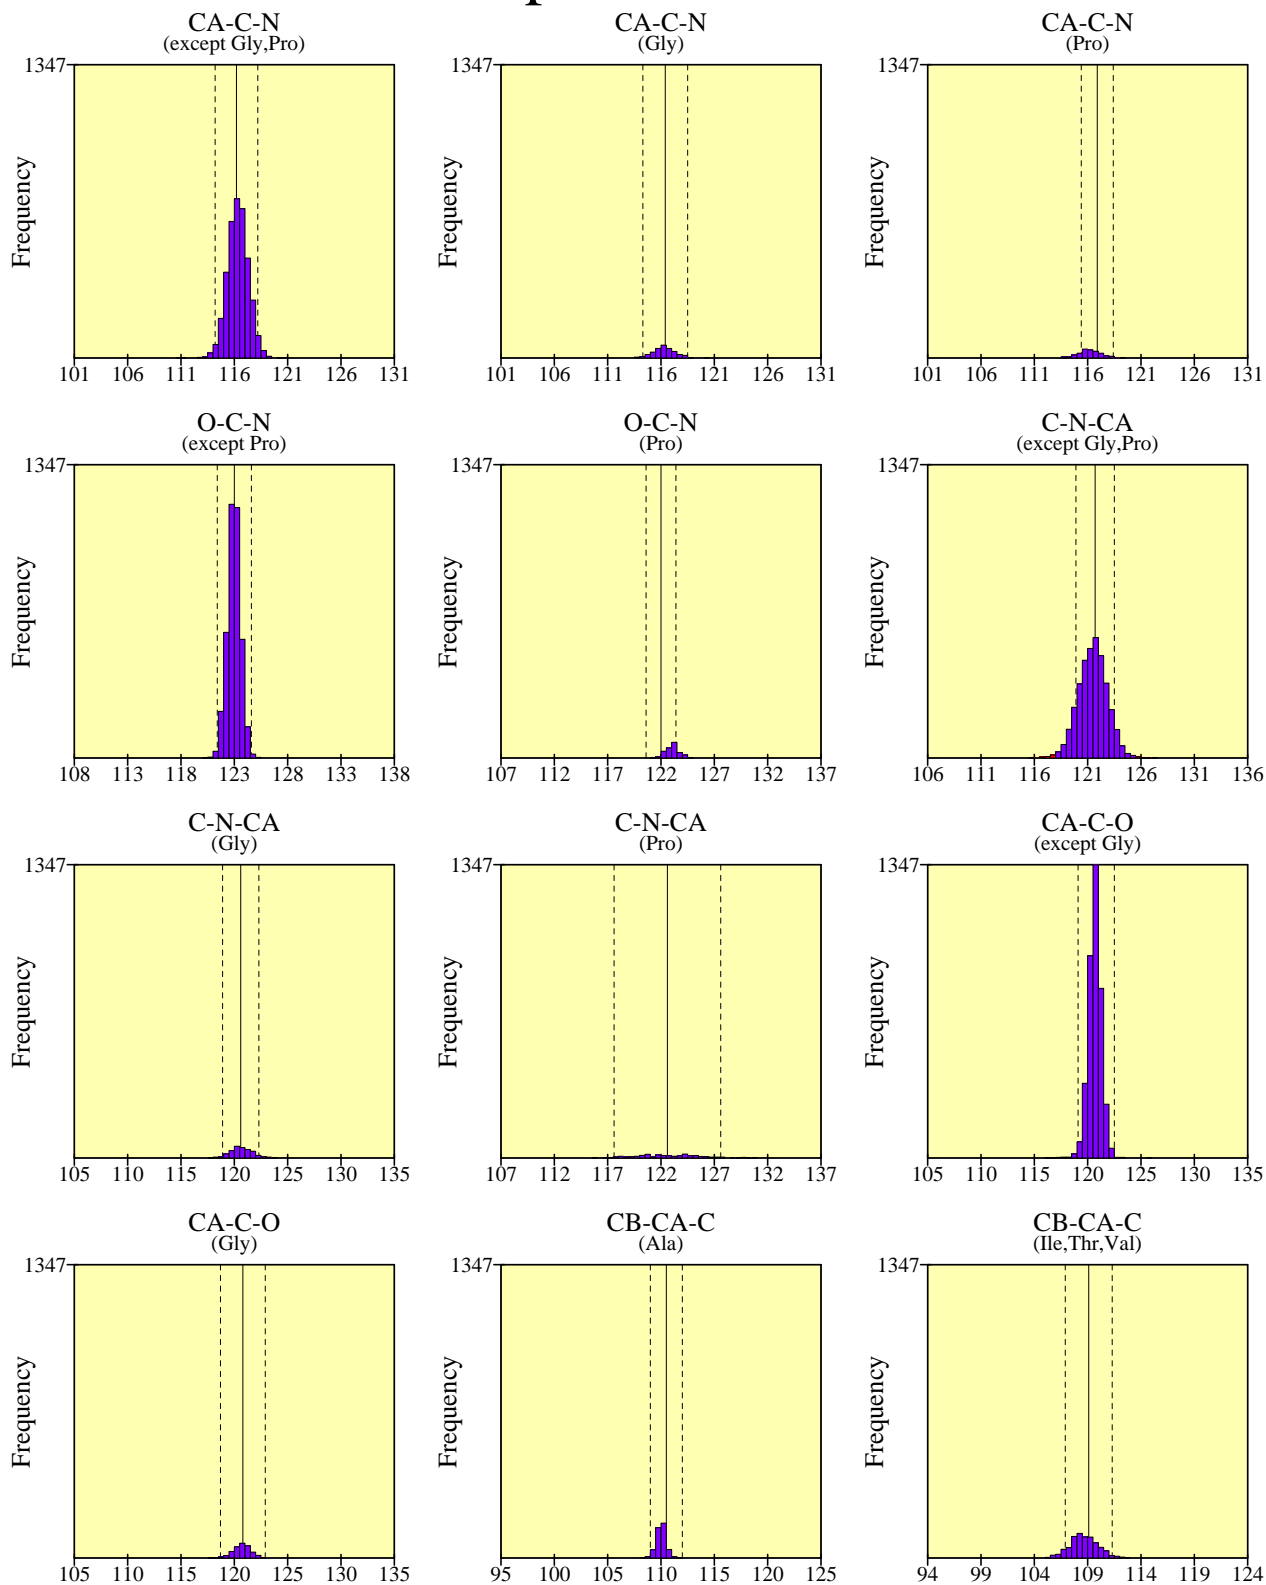 CA-C-N CA-C-N CA-C-N
(except Gly,Pro) (Gly) (Pro)
1347 1347 1347
Frequency Frequency Frequency
101 106 111 116 121 126 131 101 106 111 116 121 126 131 101 106 111 116 121 126 131
O-C-N O-C-N C-N-CA
(except Pro) (Pro) (except Gly,Pro)
1347 1347 1347
Frequency Frequency Frequency
108 113 118 123 128 133 138 107 112 117 122 127 132 137 106 111 116 121 126 131 136
C-N-CA C-N-CA CA-C-O
(Gly) (Pro) (except Gly)
1347 1347 1347
Frequency Frequency Frequency
105 110 115 120 125 130 135 107 112 117 122 127 132 137 105 110 115 120 125 130 135
CA-C-O CB-CA-C CB-CA-C
(Gly) (Ala) (Ile,Thr,Val)
1347 1347 1347
Frequency Frequency Frequency
105 110 115 120 125 130 135 95 100 105 110 115 120 125 94 99 104 109 114 119 124